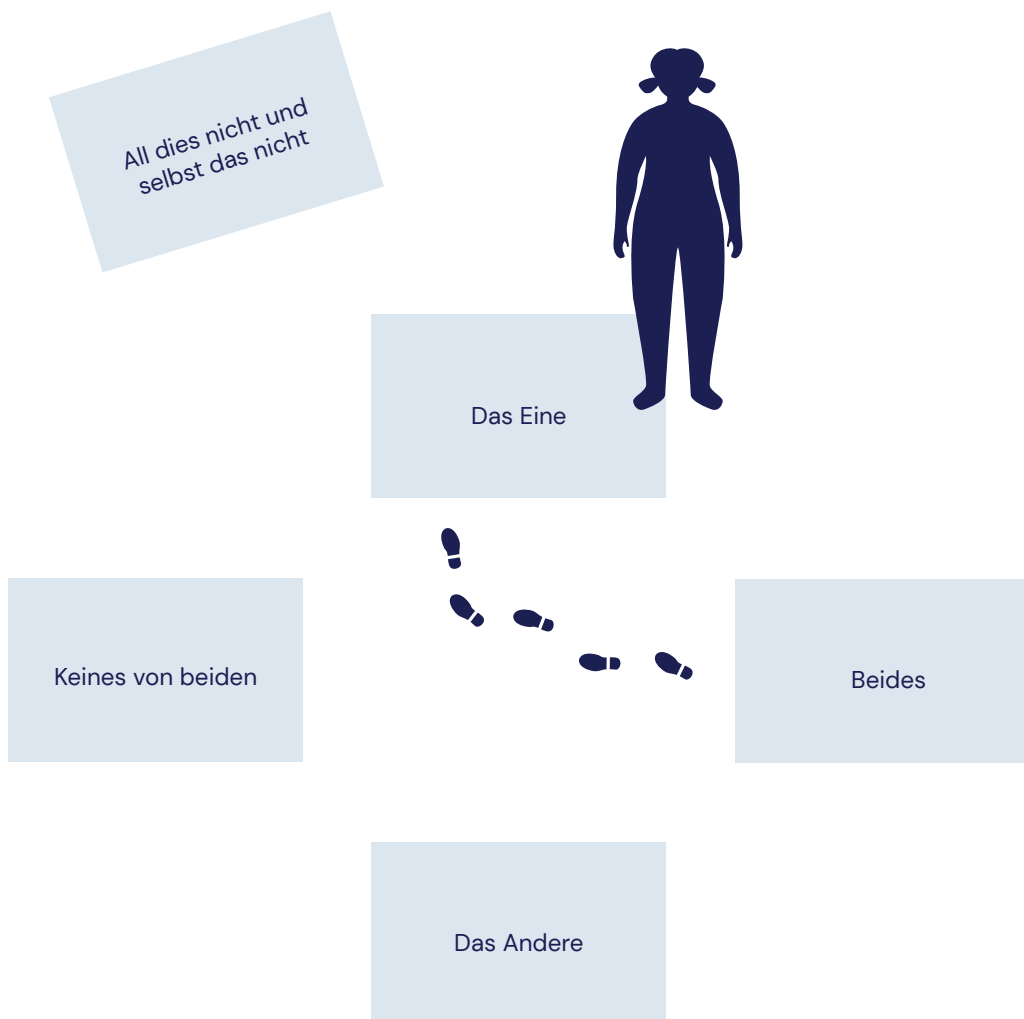 All dies nicht und
selbst das nicht
Das Eine
Keines von beiden
Beides
Das Andere